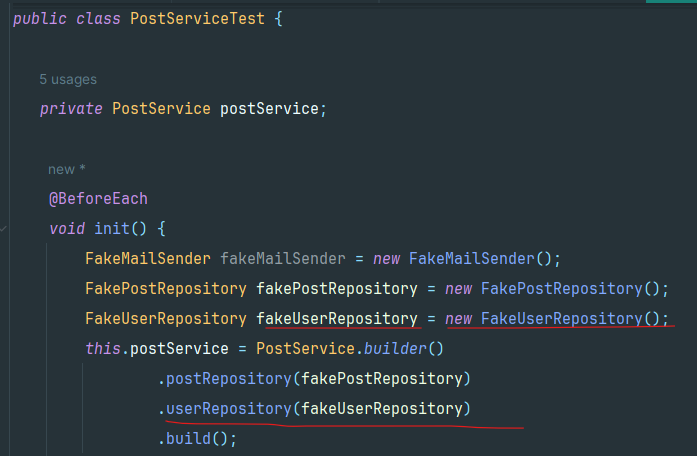 public class PostServiceTest {
5 usages
private PostService postService;
new *
@BeforeEach
void init() {
FakeMailSender fakeMailSender = new FakeMailSender();
FakePostRepository fakePostRepository = new FakePostRepository();
FakeUserRepository fakeUserRepository = new FakeUserRepository();
this.postService = PostService.builder()
.postRepository(fakePostRepository)
.userRepository(fakeUserRepository)
.build();